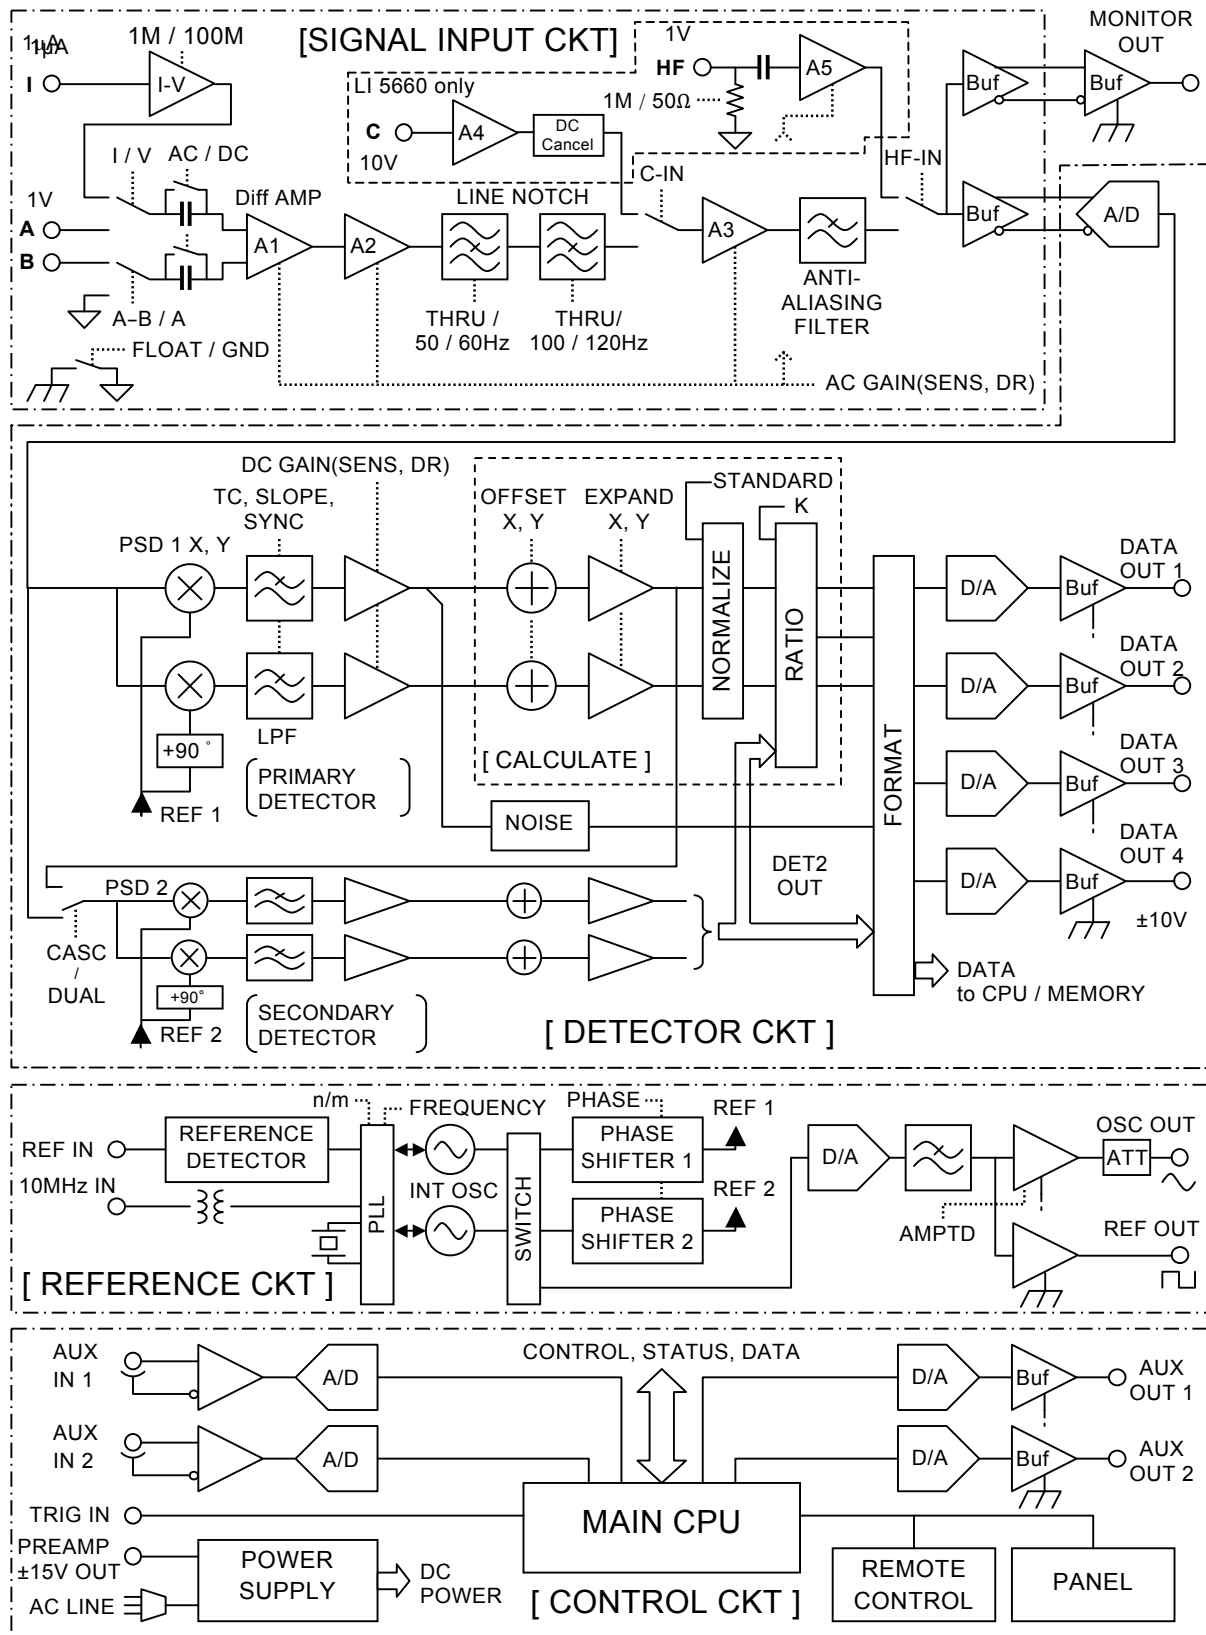 1µA
1M / 100M
[SIGNAL INPUT CKT]
1V
MONITOR
OUT
I
I-V
LI 5660 only
HF
A5
1M / 50Ω
Buf
Buf
C
10V
A4
DC
Cancel
I / V
AC / DC
C-IN
HF-IN
1V
Diff AMP
LINE NOTCH
A
B
A1
A2
A3
Buf
A/D
A–B / A
THRU /
50 / 60Hz
THRU/
100 / 120Hz
ANTI-
ALIASING
FILTER
FLOAT / GND
AC GAIN(SENS, DR)
DC GAIN(SENS, DR)
TC, SLOPE,
SYNC
OFFSET
X, Y
EXPAND
X, Y
STANDARD
K
PSD 1 X, Y
NORMALIZE
RATIO
FORMAT
D/A
Buf
DATA
OUT 1
D/A
Buf
DATA
OUT 2
+90°
LPF
[ CALCULATE ]
PRIMARY
DETECTOR
REF 1
NOISE
D/A
Buf
DATA
OUT 3
DET2
OUT
D/A
Buf
DATA
OUT 4
±10V
PSD 2
CASC
/
DUAL
+90°
REF 2
SECONDARY
DETECTOR
[ DETECTOR CKT ]
DATA
to CPU / MEMORY
n/m
FREQUENCY
PHASE
REF 1
REF IN
REFERENCE
DETECTOR
PHASE
SHIFTER 1
D/A
OSC OUT
ATT
10MHz IN
PLL
INT OSC
SWITCH
REF 2
PHASE
SHIFTER 2
AMPTD
REF OUT
[ REFERENCE CKT ]
AUX
IN 1
A/D
CONTROL, STATUS, DATA
D/A
Buf
AUX
OUT 1
AUX
IN 2
A/D
D/A
Buf
AUX
OUT 2
TRIG IN
MAIN CPU
PREAMP
±15V OUT
POWER
SUPPLY
DC
POWER
AC LINE
[ CONTROL CKT ]
REMOTE
CONTROL
PANEL